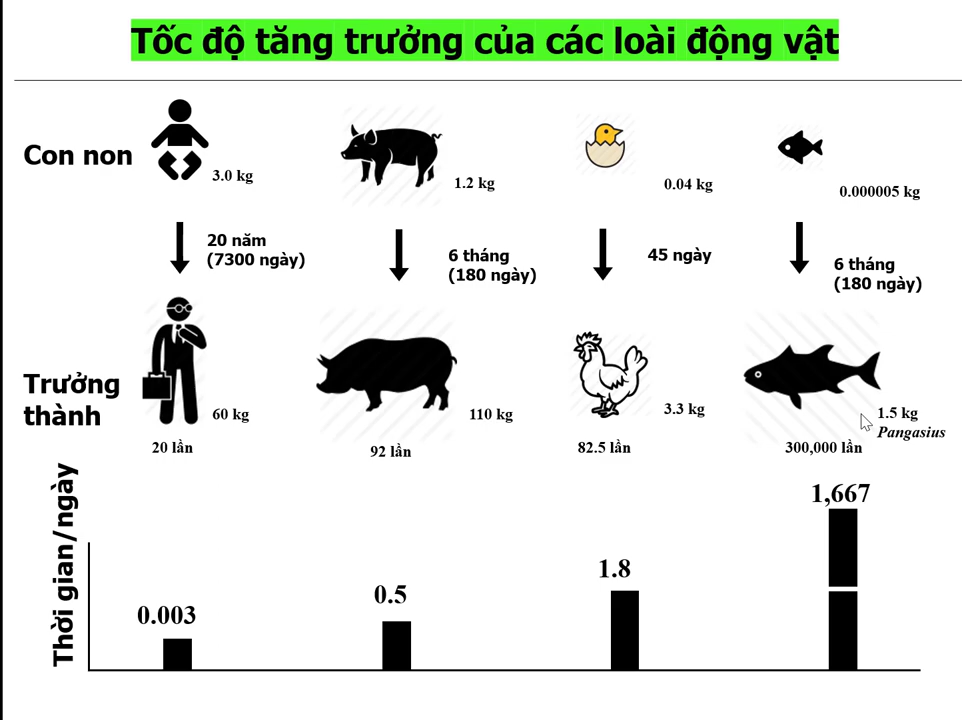 Tốc độ tăng trưởng của các loài động vật
Con non
3.0 kg
1.2 kg
0.04 kg
0.000005 kg
20 năm
(7300 ngày)
6 tháng
(180 ngày)
45 ngày
6 tháng
(180 ngày)
Trưởng
thành
60 kg
110 kg
3.3 kg
1.5 kg
Pangasius
20 lần
92 lần
82.5 lần
300,000 lần
Thời gian/ngày
0.003
0.5
1.8
1,667